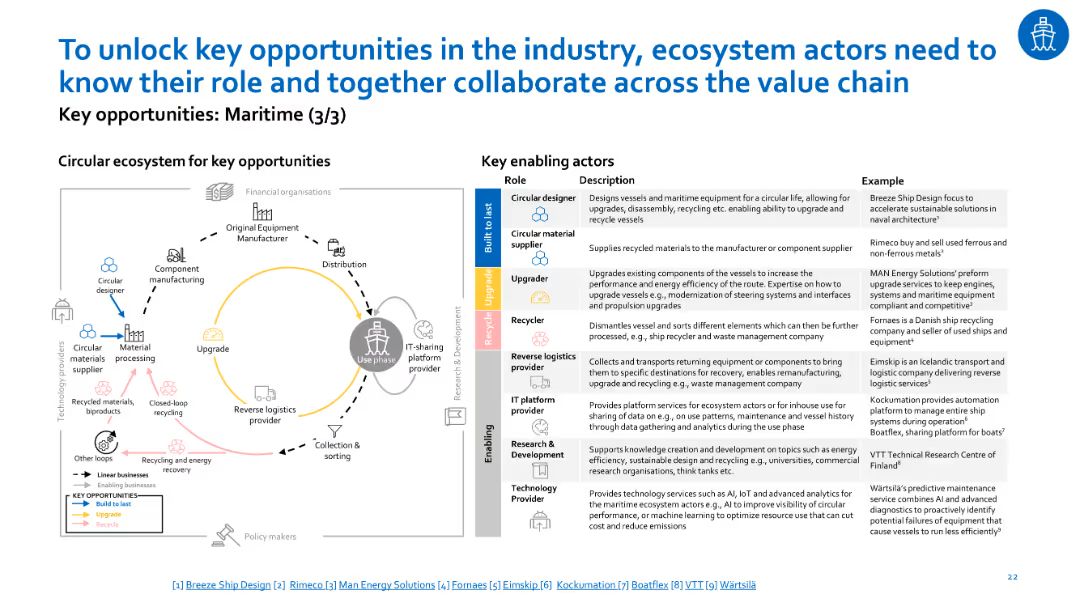 To unlock key opportunities in the industry, ecosystem actors need to
know their role and together collaborate across the value chain
Key opportunities: Maritime (3/3)
Circular ecosystem for key opportunities
Financial organisations
Original Equipment
Manufacturer
Distribution
Component
manufacturing
Circular
designer
Circular
materials
supplier
Material
processing
Upgrade
Use phase
IT-sharing
platform
provider
Technology providers
Research & Development
Recycled materials,
biproducts
Closed-loop
recycling
Reverse logistics
provider
Collection &
sorting
Other loops
Recycling and energy
recovery
Linear businesses
Enabling businesses
KEY OPPORTUNITIES
Build to last
Upgrade
Recycle
Policy makers
Key enabling actors
Role Description Example
Built to last
Circular designer
Designs vessels and maritime equipment for a circular life, allowing for
upgrades, disassembly, recycling etc. enabling ability to upgrade and
recycle vessels
Breeze Ship Design focus to
accelerate sustainable solutions in
naval architecture¹
Circular material
supplier
Supplies recycled materials to the manufacturer or component supplier
Rimeco buy and sell used ferrous and
non-ferrous metals²
Upgrade
Upgrader
Upgrades existing components of the vessels to increase the
performance and energy efficiency of the route. Expertise on how to
upgrade vessels e.g., modernization of steering systems and interfaces
and propulsion upgrades
MAN Energy Solutions' preform
upgrade services to keep engines,
systems and maritime equipment
compliant and competitive³
Recycle
Recycler
Dismantles vessel and sorts different elements which can then be further
processed, e.g., ship recycler and waste management company
Fornaes is a Danish ship recycling
company and seller of used ships and
equipment⁴
Enabling
Reverse logistics
provider
Collects and transports returning equipment or components to bring
them to specific destinations for recovery, enables remanufacturing,
upgrade and recycling e.g., waste management company
Eimskip is an Icelandic transport and
logistic company delivering reverse
logistic services⁵
IT platform
provider
Provides platform services for ecosystem actors or for inhouse use for
sharing of data on e.g., on use patterns, maintenance and vessel history
through data gathering and analytics during the use phase
Kockumation provides automation
platform to manage entire ship
systems during operation⁶
Boatflex, sharing platform for boats⁷
Research &
Development
Supports knowledge creation and development on topics such as energy
efficiency, sustainable design and recycling e.g., universities, commercial
research organisations, think tanks etc.
VTT Technical Research Centre of
Finland⁸
Technology
Provider
Provides technology services such as AI, IoT and advanced analytics for
the maritime ecosystem actors e.g., AI to improve visibility of circular
performance, or machine learning to optimize resource use that can cut
cost and reduce emissions
Wärtsilä's predictive maintenance
service combines AI and advanced
diagnostics to proactively identify
potential failures of equipment that
cause vessels to run less efficiently⁹
[1] Breeze Ship Design [2] Rimeco [3] Man Energy Solutions [4] Fornaes [5] Eimskip [6] Kockumation [7] Boatflex [8] VTT [9] Wärtsilä
22